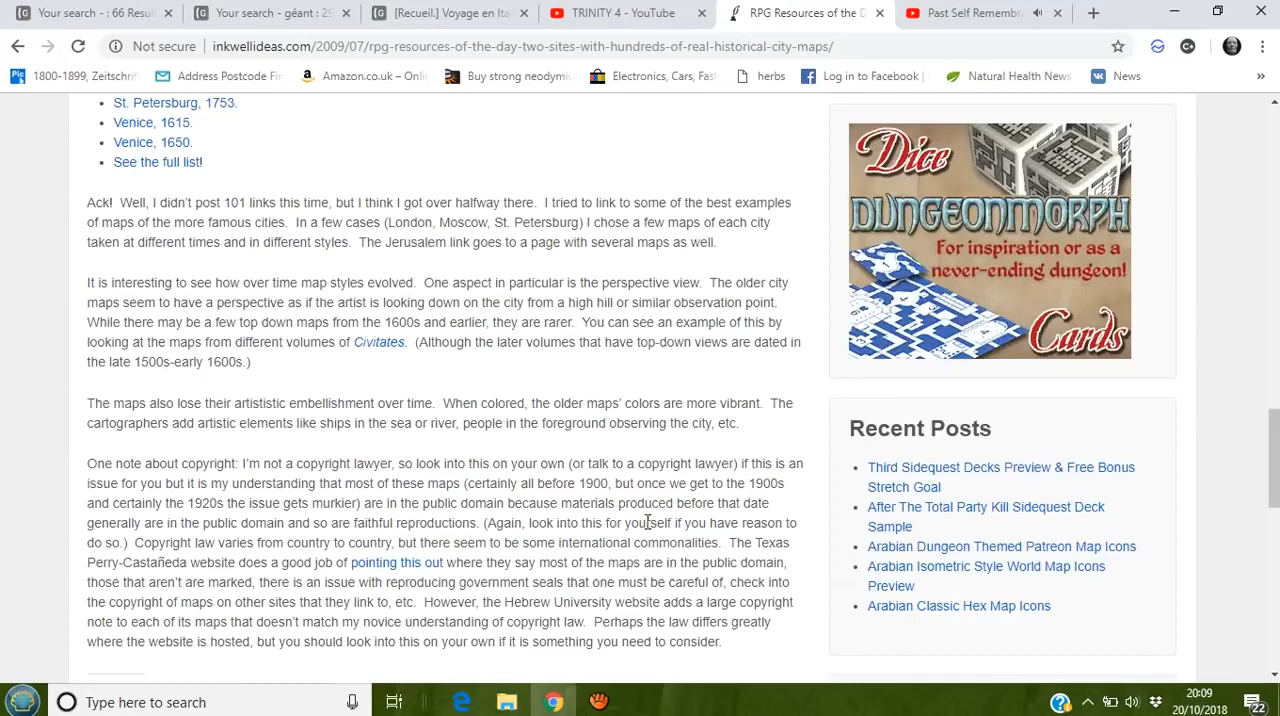 Your search - : 66 Resul
Your search - géant : 29
[Recueil.] Voyage en Ita
TRINITY 4 - YouTube
RPG Resources of the D
Past Self Remembra
Not secure
inkwellideas.com/2009/07/rpg-resources-of-the-day-two-sites-with-hundreds-of-real-historical-city-maps/
1800-1899, Zeitschrif
Address Postcode Fin
Amazon.co.uk – Onli
Buy strong neodymiu
Electronics, Cars, Fas
herbs
Log in to Facebook |
Natural Health News
News
St. Petersburg, 1753.
Venice, 1615.
Venice, 1650.
See the full list!
Ack!  Well, I didn't post 101 links this time, but I think I got over halfway there.  I tried to link to some of the best examples
of maps of the more famous cities.  In a few cases (London, Moscow, St. Petersburg) I chose a few maps of each city
taken at different times and in different styles.  The Jerusalem link goes to a page with several maps as well.
It is interesting to see how over time map styles evolved.  One aspect in particular is the perspective view.  The older city
maps seem to have a perspective as if the artist is looking down on the city from a high hill or similar observation point.
While there may be a few top down maps from the 1600s and earlier, they are rarer.  You can see an example of this by
looking at the maps from different volumes of Civitates.  (Although the later volumes that have top-down views are dated in
the late 1500s-early 1600s.)
The maps also lose their artististic embellishment over time.  When colored, the older maps' colors are more vibrant.  The
cartographers add artistic elements like ships in the sea or river, people in the foreground observing the city, etc.
One note about copyright: I'm not a copyright lawyer, so look into this on your own (or talk to a copyright lawyer) if this is an
issue for you but it is my understanding that most of these maps (certainly all before 1900, but once we get to the 1900s
and certainly the 1920s the issue gets murkier) are in the public domain because materials produced before that date
generally are in the public domain and so are faithful reproductions. (Again, look into this for yourself if you have reason to
do so.)  Copyright law varies from country to country, but there seem to be some international commonalities.  The Texas
Perry-Castañeda website does a good job of pointing this out where they say most of the maps are in the public domain,
those that aren't are marked, there is an issue with reproducing government seals that one must be careful of, check into
the copyright of maps on other sites that they link to, etc.  However, the Hebrew University website adds a large copyright
note to each of its maps that doesn't match my novice understanding of copyright law.  Perhaps the law differs greatly
where the website is hosted, but you should look into this on your own if it is something you need to consider.
Dice
DUNGEONMORPH
For inspiration or as a
never-ending dungeon!
Cards
Recent Posts
Third Sidequest Decks Preview & Free Bonus
Stretch Goal
After The Total Party Kill Sidequest Deck
Sample
Arabian Dungeon Themed Patreon Map Icons
Arabian Isometric Style World Map Icons
Preview
Arabian Classic Hex Map Icons
Type here to search
20:09
20/10/2018
22